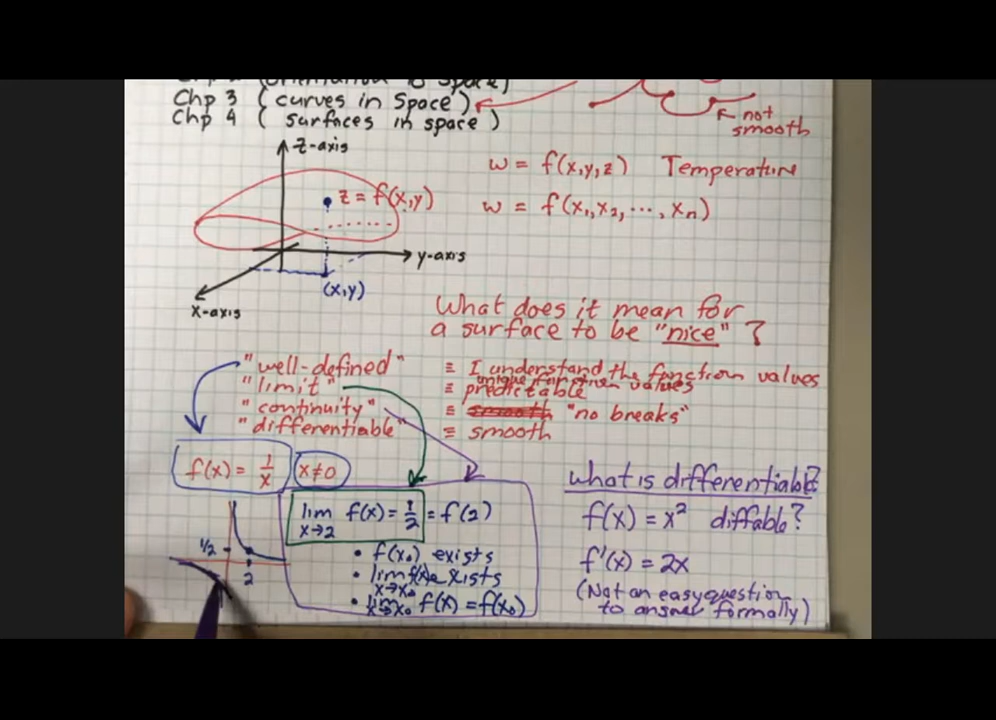 Chp 3 ( curves in Space )
Chp 4 ( surfaces in space )
not
smooth
z-axis
z = f(x,y)
y-axis
(x,y)
x-axis
w = f(x,y,z) Temperature
w = f(x₁,x₂, ..., xₙ)
What does it mean for
a surface to be "nice" ?
"well-defined" ≡ I understand the function values
unique function values
"limit" ≡ predictable
"continuity" ≡ "no breaks"
"differentiable" ≡ smooth
f(x) = 1/x x≠0
lim x→2 f(x) = 1/2 = f(2)
• f(x₀) exists
• lim x→x₀ f(x) exists
• lim x→x₀ f(x) = f(x₀)
1/2
2
What is differentiable?
f(x) = x² diffable?
f'(x) = 2x
(Not an easy question
to answer formally)